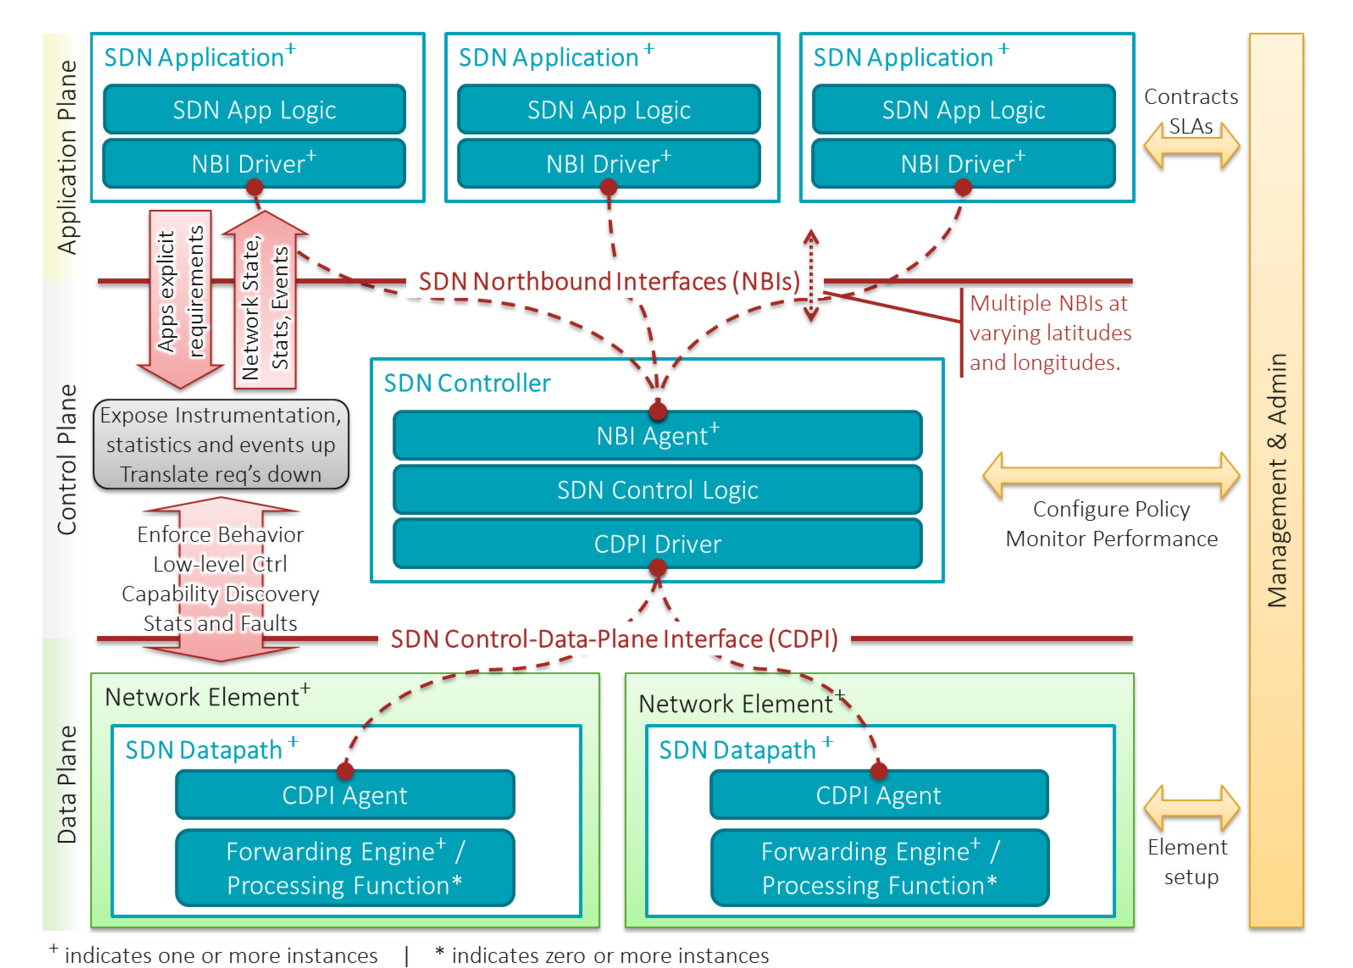 Application Plane
SDN Application+
SDN App Logic
NBI Driver+
SDN Application+
SDN App Logic
NBI Driver+
SDN Application+
SDN App Logic
NBI Driver+
Contracts
SLAs
Apps explicit
requirements
Network State,
Stats, Events
SDN Northbound Interfaces (NBIs)
Multiple NBIs at
varying latitudes
and longitudes.
Control Plane
Expose Instrumentation,
statistics and events up
Translate req's down
SDN Controller
NBI Agent+
SDN Control Logic
CDPI Driver
Configure Policy
Monitor Performance
Management & Admin
Enforce Behavior
Low-level Ctrl
Capability Discovery
Stats and Faults
SDN Control-Data-Plane Interface (CDPI)
Data Plane
Network Element+
SDN Datapath +
CDPI Agent
Forwarding Engine+ /
Processing Function*
Network Element+
SDN Datapath +
CDPI Agent
Forwarding Engine+ /
Processing Function*
Element
setup
+ indicates one or more instances | * indicates zero or more instances